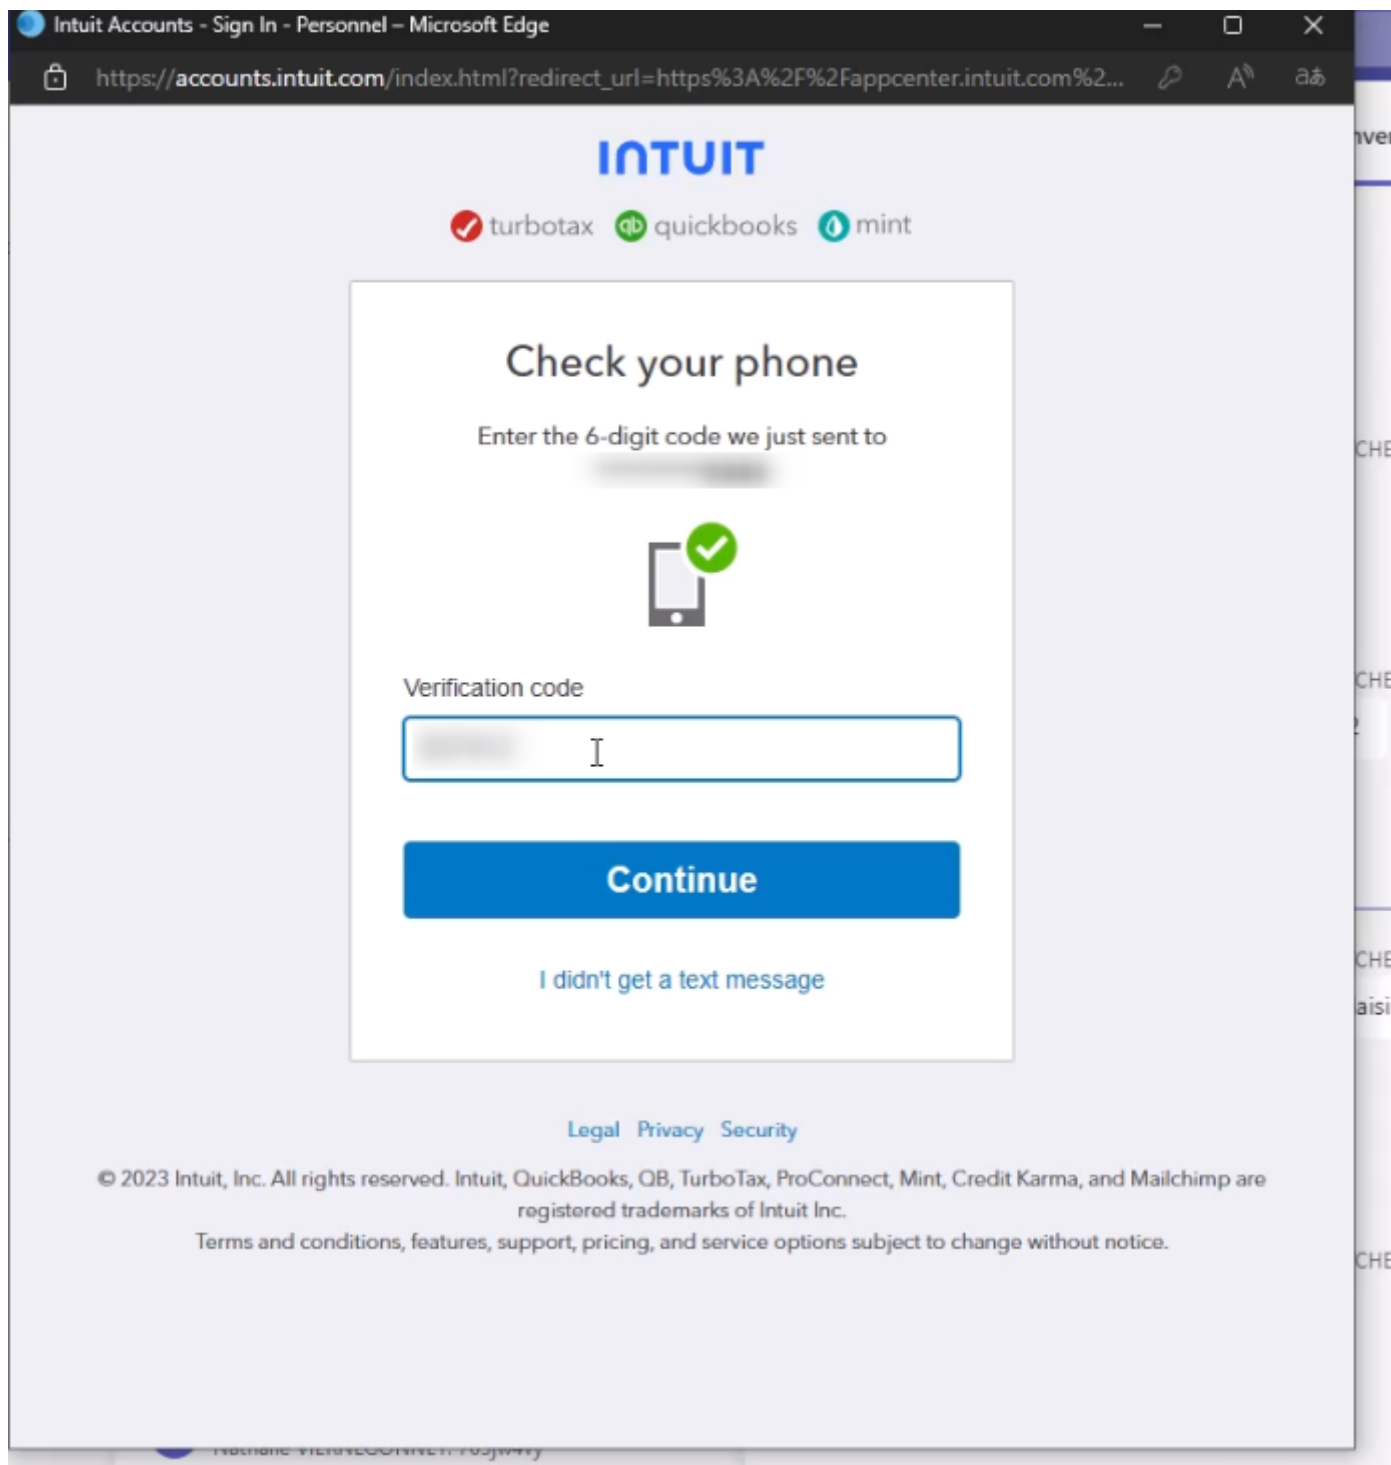 Intuit Accounts - Sign In - Personnel – Microsoft Edge
https://accounts.intuit.com/index.html?redirect_url=https%3A%2F%2Fappcenter.intuit.com%2...
INTUIT
turbotax quickbooks mint
Check your phone
Enter the 6-digit code we just sent to
Verification code
Continue
I didn't get a text message
Legal Privacy Security
© 2023 Intuit, Inc. All rights reserved. Intuit, QuickBooks, QB, TurboTax, ProConnect, Mint, Credit Karma, and Mailchimp are
registered trademarks of Intuit Inc.
Terms and conditions, features, support, pricing, and service options subject to change without notice.